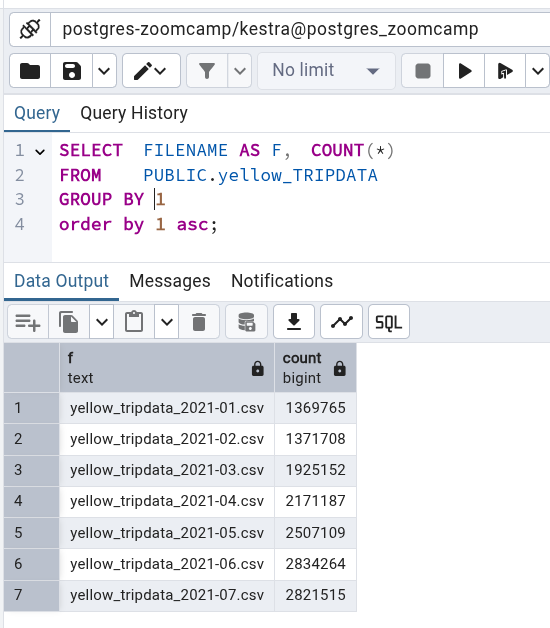 postgres-zoomcamp/kestra@postgres_zoomcamp
No limit
Query Query History
1 SELECT FILENAME AS F, COUNT(*)
2 FROM PUBLIC.yellow_TRIPDATA
3 GROUP BY 1
4 order by 1 asc;
Data Output Messages Notifications
SQL
f count
text bigint
1 yellow_tripdata_2021-01.csv 1369765
2 yellow_tripdata_2021-02.csv 1371708
3 yellow_tripdata_2021-03.csv 1925152
4 yellow_tripdata_2021-04.csv 2171187
5 yellow_tripdata_2021-05.csv 2507109
6 yellow_tripdata_2021-06.csv 2834264
7 yellow_tripdata_2021-07.csv 2821515